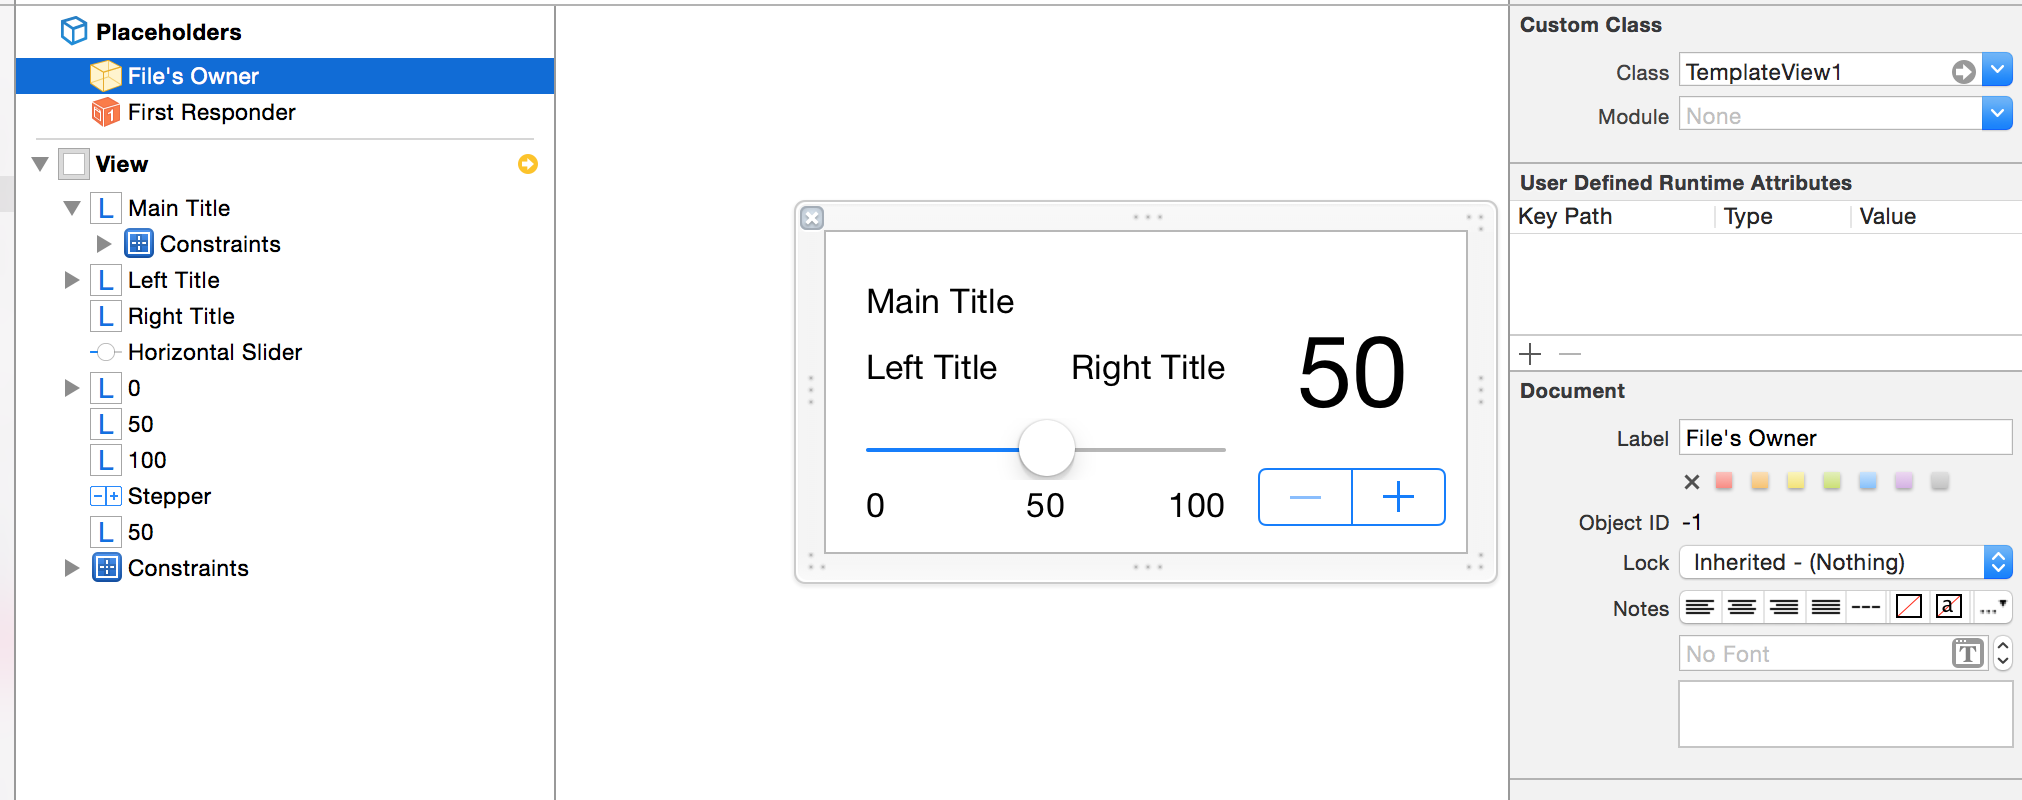 Placeholders
File's Owner
First Responder
View
L Main Title
Constraints
L Left Title
L Right Title
Horizontal Slider
L 0
L 50
L 100
Stepper
L 50
Constraints
Main Title
Left Title Right Title
50
0 50 100
Custom Class
Class TemplateView1
Module None
User Defined Runtime Attributes
Key Path Type Value
Document
Label File's Owner
Object ID -1
Lock Inherited - (Nothing)
Notes --- a ...
No Font T